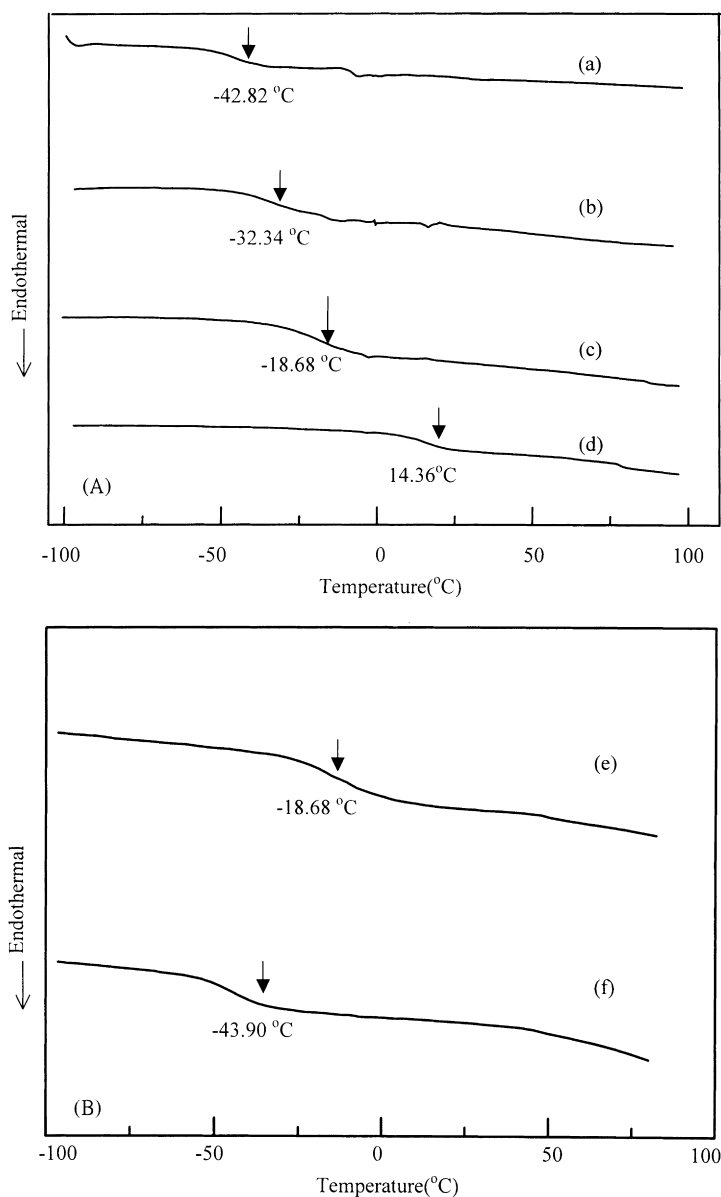 (a)
-42.82 °C
(b)
-32.34 °C
Endothermal
(c)
-18.68 °C
(d)
14.36°C
(A)
-100 -50 0 50 100
Temperature(°C)
(e)
-18.68 °C
Endothermal
(f)
-43.90 °C
(B)
-100 -50 0 50 100
Temperature(°C)